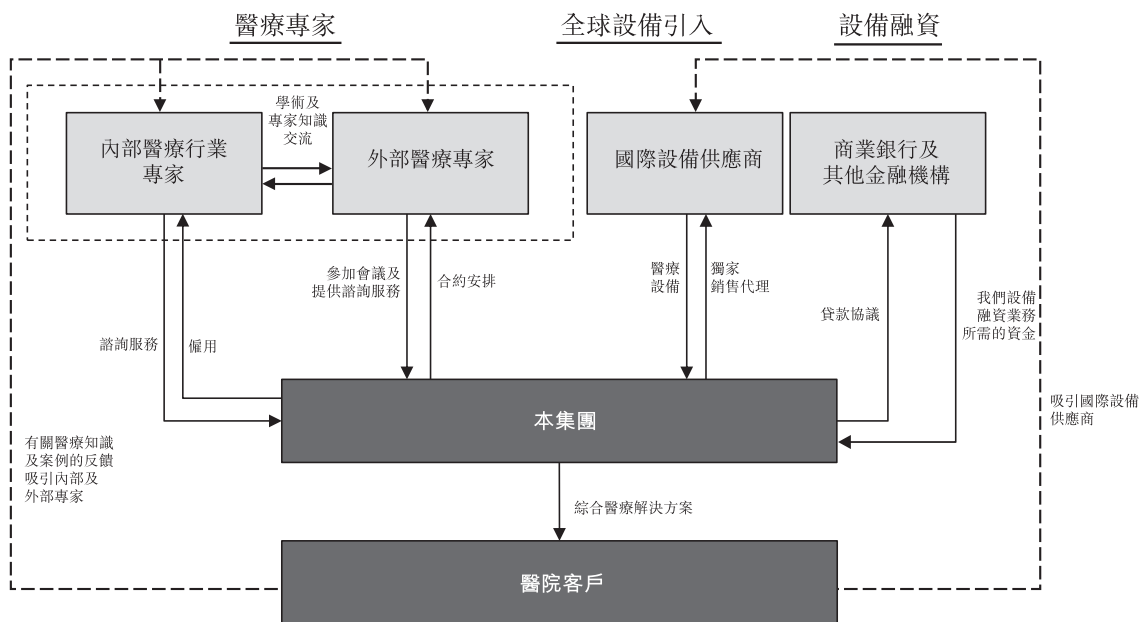 醫療專家
全球設備引入
設備融資
學術及
專家知識
交流
內部醫療行業
專家
外部醫療專家
國際設備供應商
商業銀行及
其他金融機構
參加會議及
提供諮詢服務
合約安排
醫療
設備
獨家
銷售代理
貸款協議
我們設備
融資業務
所需的資金
諮詢服務
僱用
本集團
吸引國際設備
供應商
有關醫療知識
及案例的反饋
吸引內部及
外部專家
綜合醫療解決方案
醫院客戶